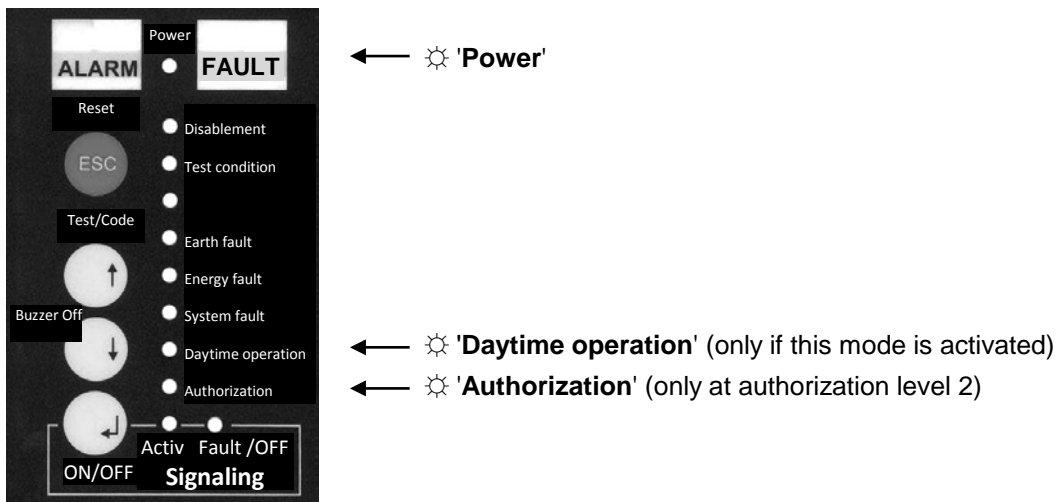 Power
ALARM FAULT
☼ 'Power'
Reset
Disablement
ESC
Test condition
Test/Code
Earth fault
↑
Energy fault
Buzzer Off
System fault
↓
Daytime operation
☼ 'Daytime operation' (only if this mode is activated)
Authorization
☼ 'Authorization' (only at authorization level 2)
Activ Fault /OFF
ON/OFF Signaling